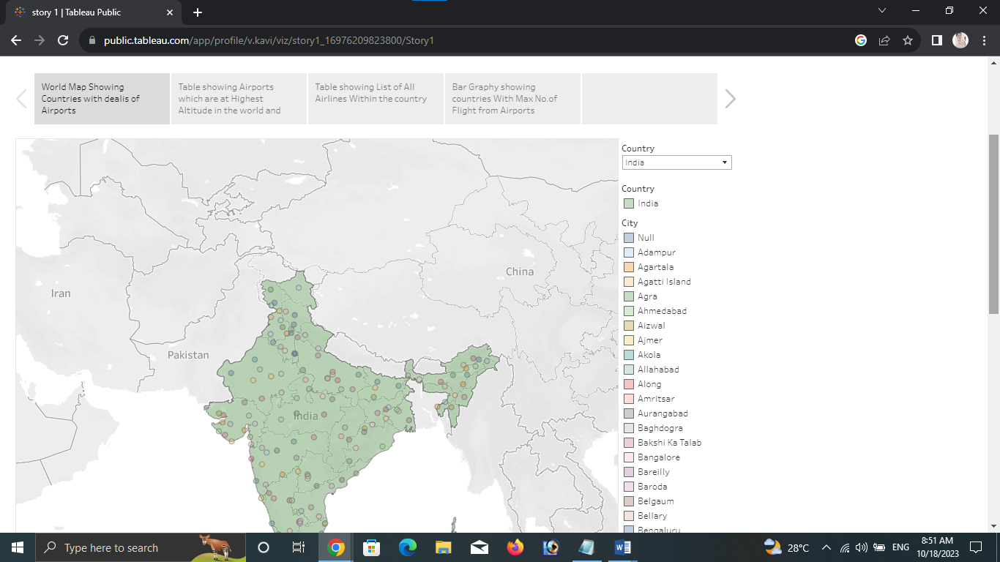 story 1 | Tableau Public
public.tableau.com/app/profile/v.kavi/viz/story1_16976209823800/Story1
World Map Showing
Countries with dealis of
Airports
Table showing Airports
which are at Highest
Altitude in the world and
Table showing List of All
Airlines Within the country
Bar Graphy showing
countries With Max No.of
Flight from Airports
Iran
Pakistan
India
China
Country
India
Country
India
City
Null
Adampur
Agartala
Agatti Island
Agra
Ahmedabad
Aizwal
Ajmer
Akola
Allahabad
Along
Amritsar
Aurangabad
Baghdogra
Bakshi Ka Talab
Bangalore
Bareilly
Baroda
Belgaum
Bellary
Bengaluru
Type here to search
28°C
ENG
8:51 AM
10/18/2023